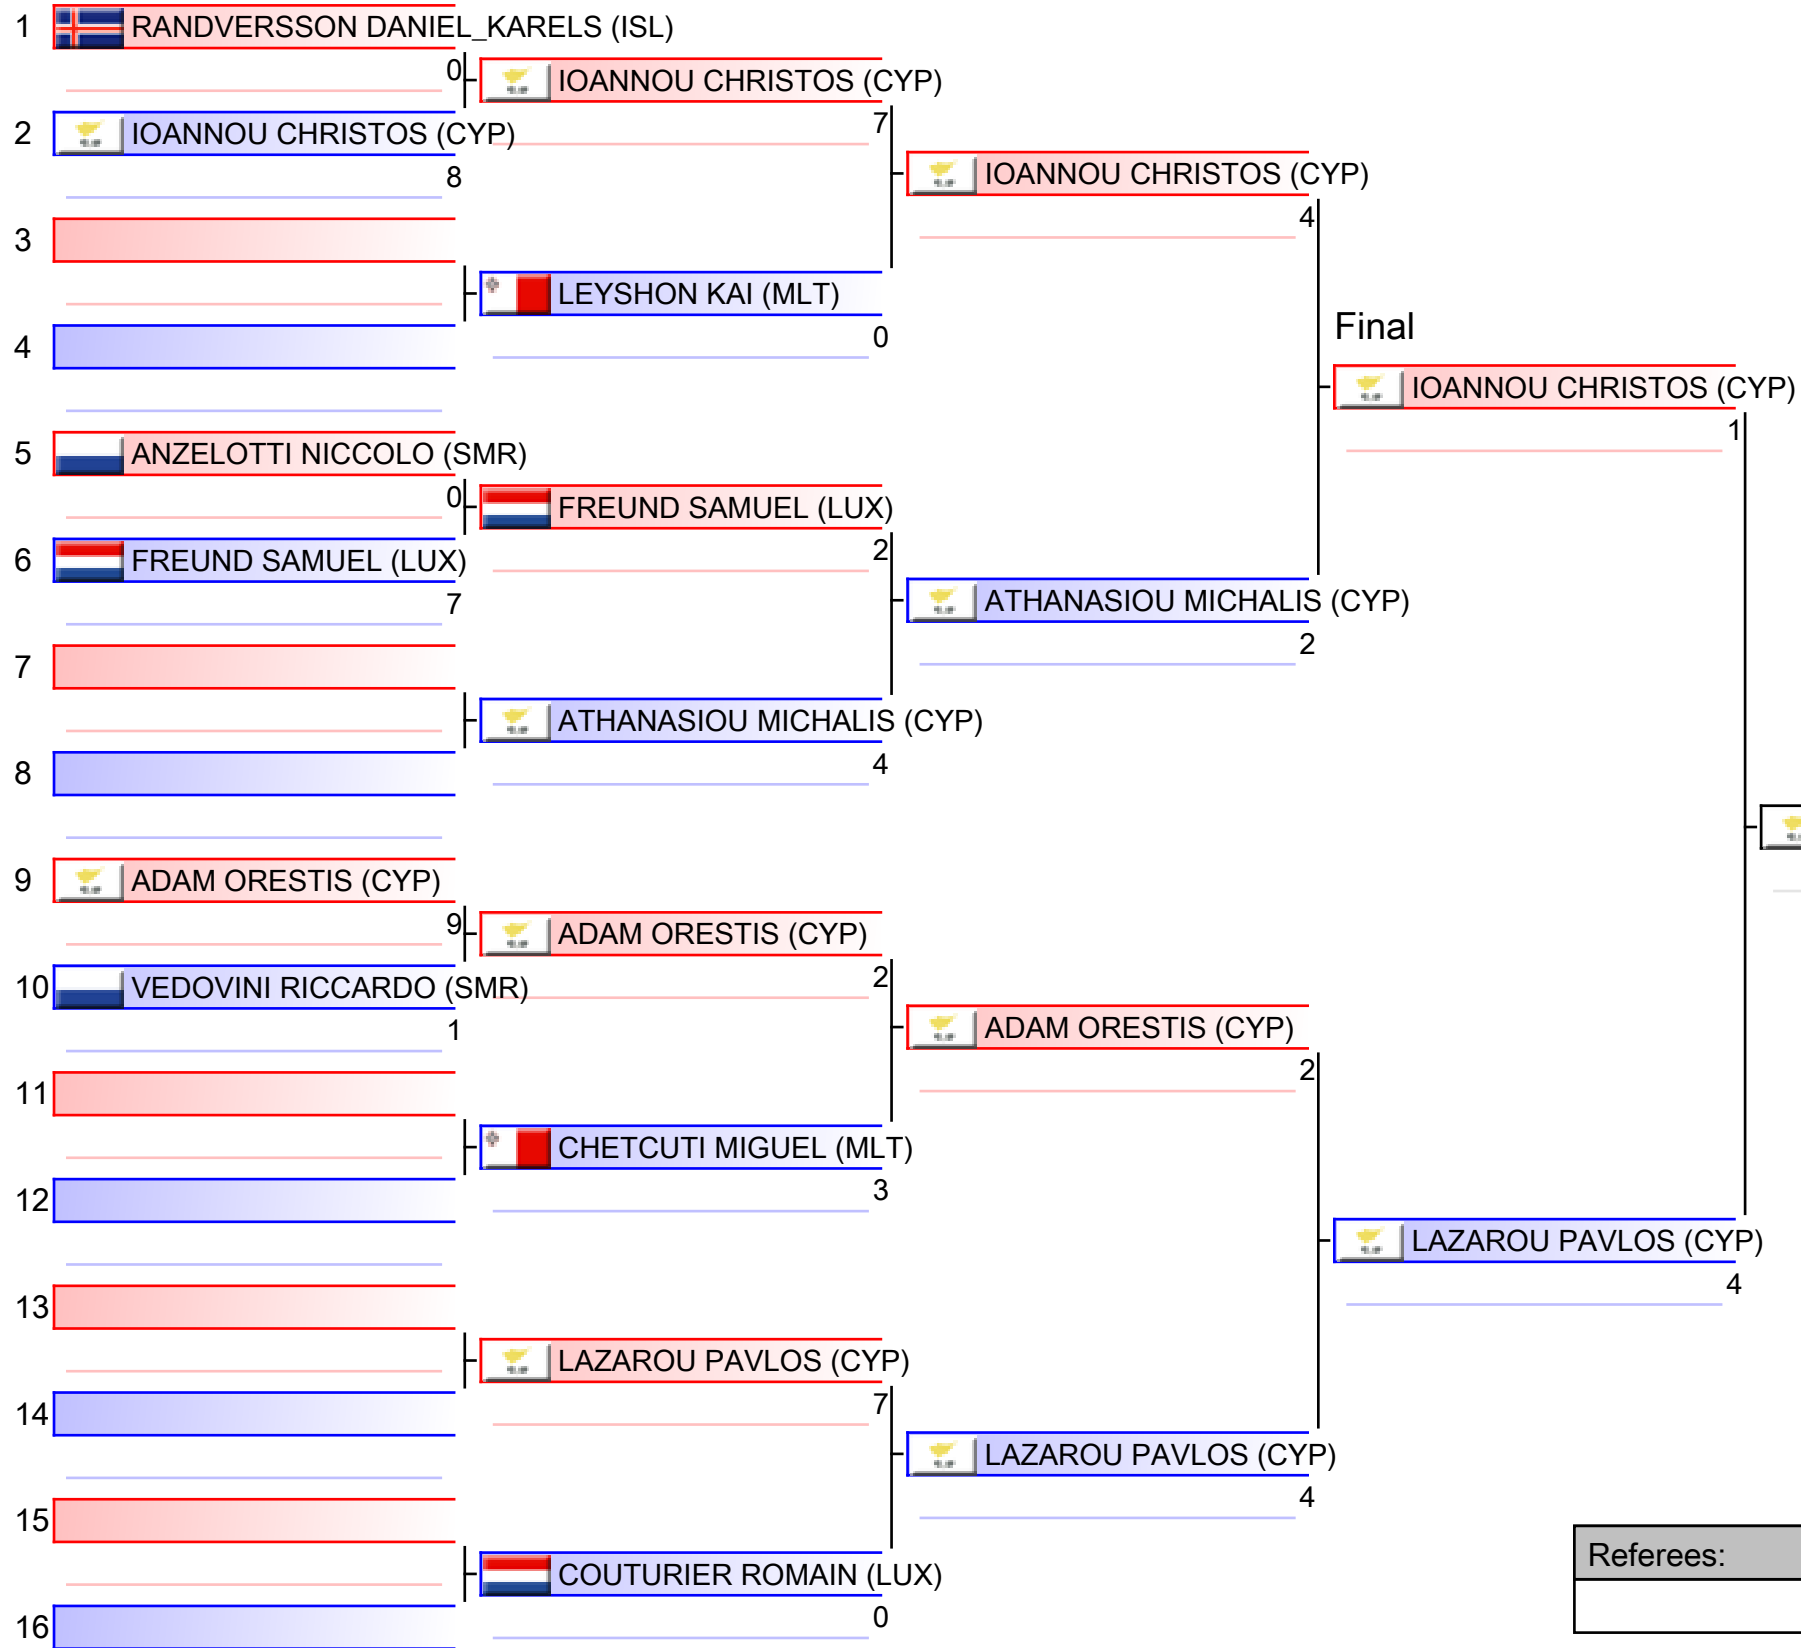 1 RANDVERSSON DANIEL_KARELS (ISL)
0
IOANNOU CHRISTOS (CYP)
7
2 IOANNOU CHRISTOS (CYP)
8
IOANNOU CHRISTOS (CYP)
4
3
LEYSHON KAI (MLT)
0
4
Final
IOANNOU CHRISTOS (CYP)
1
5 ANZELOTTI NICCOLO (SMR)
0
FREUND SAMUEL (LUX)
2
6 FREUND SAMUEL (LUX)
7
ATHANASIOU MICHALIS (CYP)
2
7
ATHANASIOU MICHALIS (CYP)
4
8
9 ADAM ORESTIS (CYP)
9
ADAM ORESTIS (CYP)
2
10 VEDOVINI RICCARDO (SMR)
1
ADAM ORESTIS (CYP)
2
11
CHETCUTI MIGUEL (MLT)
3
12
LAZAROU PAVLOS (CYP)
4
13
LAZAROU PAVLOS (CYP)
7
14
LAZAROU PAVLOS (CYP)
4
15
COUTURIER ROMAIN (LUX)
0
16
Referees: